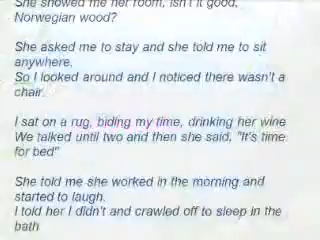 She showed me her room, isn't it good,
Norwegian wood?
She asked me to stay and she told me to sit
anywhere.
So I looked around and I noticed there wasn't a
chair.
I sat on a rug, biding my time, drinking her wine
We talked until two and then she said, "It's time
for bed"
She told me she worked in the morning and
started to laugh.
I told her I didn't and crawled off to sleep in the
bath